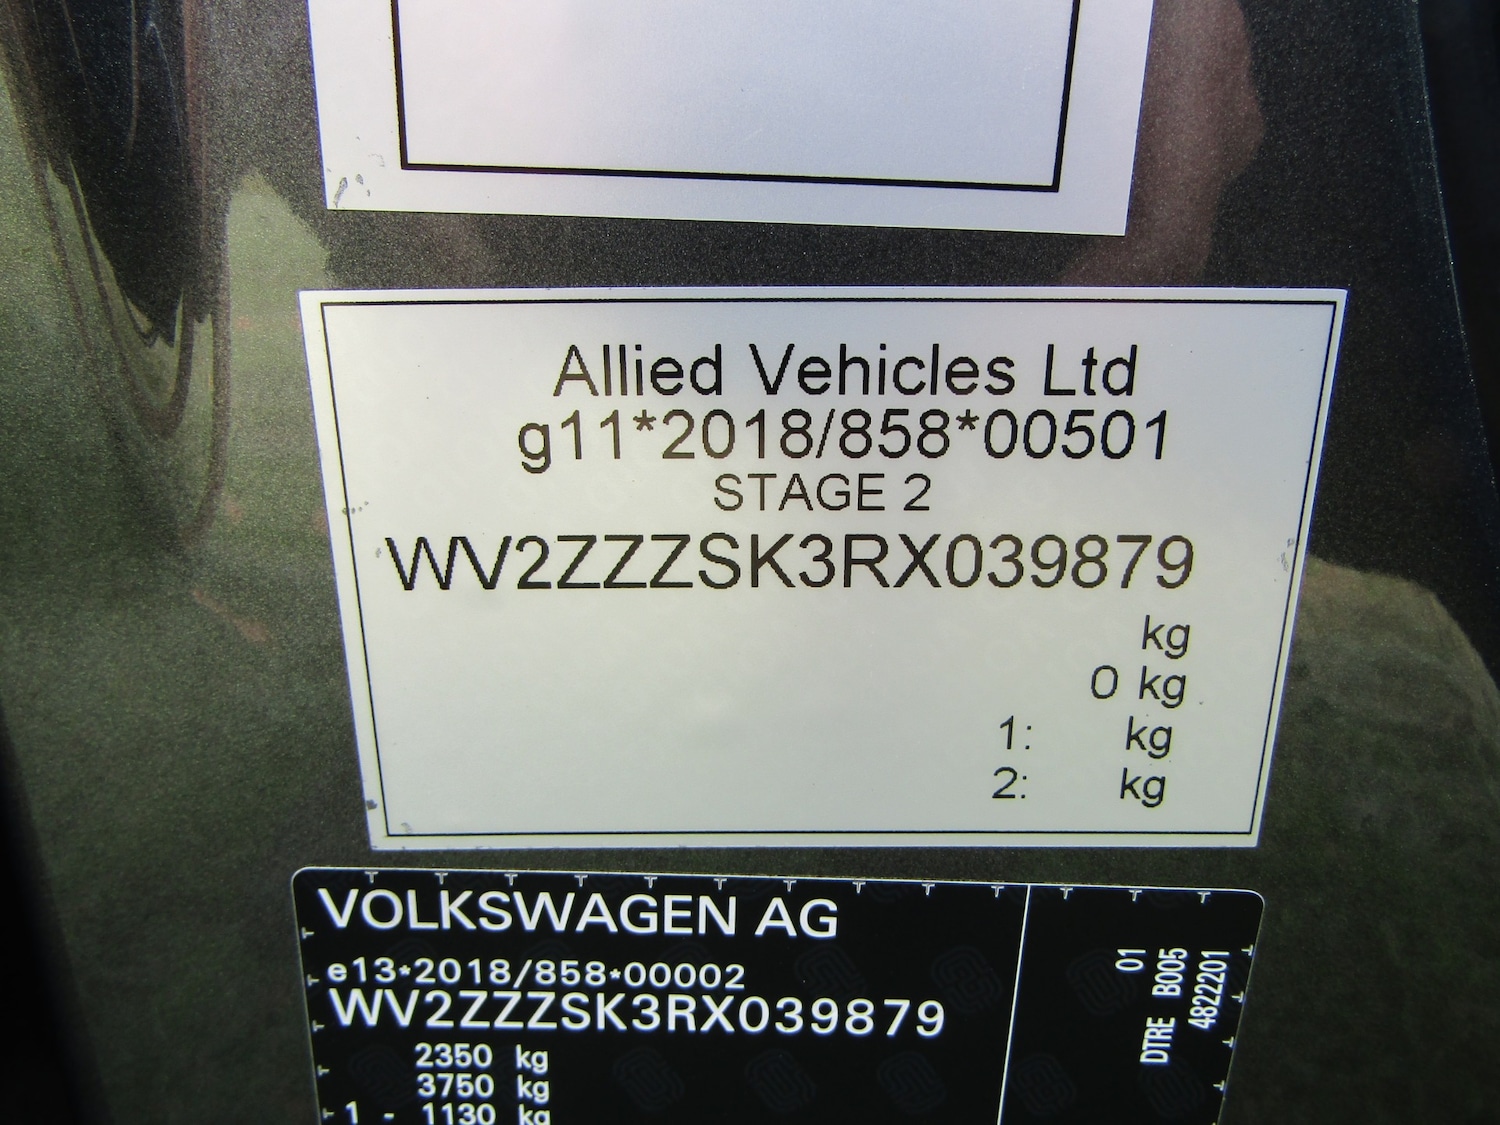 Allied Vehicles Ltd
g11*2018/858*00501
STAGE 2
WV2ZZZSK3RX039879
kg
0 kg
1: kg
2: kg
VOLKSWAGEN AG
e13*2018/858*00002
WV2ZZZSK3RX039879
2350 kg
3750 kg
1 - 1130 kg
01
DTRE B005
4822201